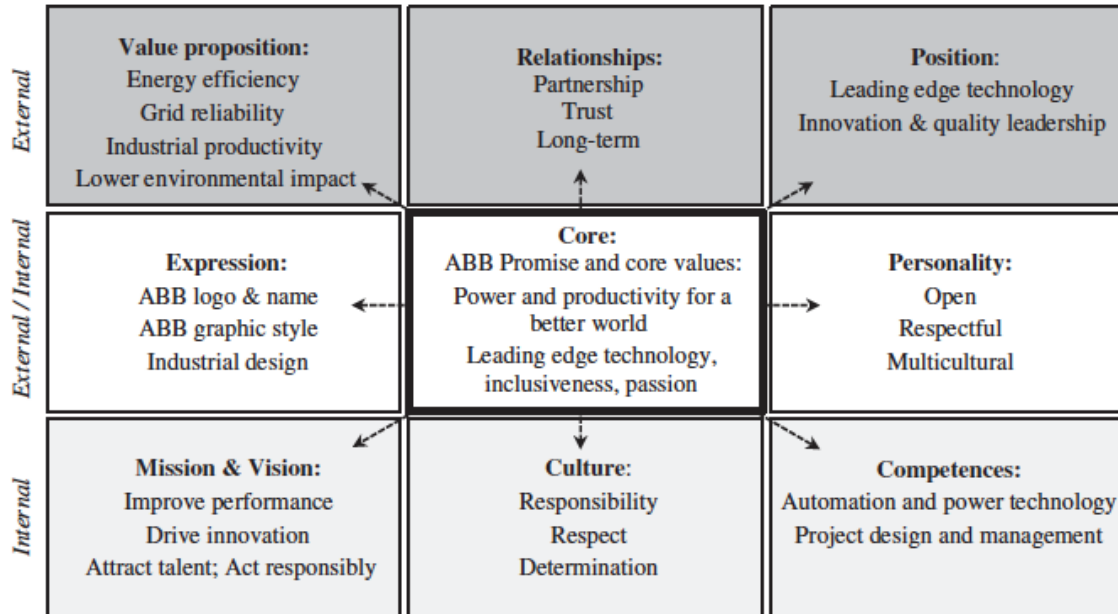 External
Value proposition:
Energy efficiency
Grid reliability
Industrial productivity
Lower environmental impact
Relationships:
Partnership
Trust
Long-term
Position:
Leading edge technology
Innovation & quality leadership
External / Internal
Expression:
ABB logo & name
ABB graphic style
Industrial design
Core:
ABB Promise and core values:
Power and productivity for a
better world
Leading edge technology,
inclusiveness, passion
Personality:
Open
Respectful
Multicultural
Internal
Mission & Vision:
Improve performance
Drive innovation
Attract talent; Act responsibly
Culture:
Responsibility
Respect
Determination
Competences:
Automation and power technology
Project design and management